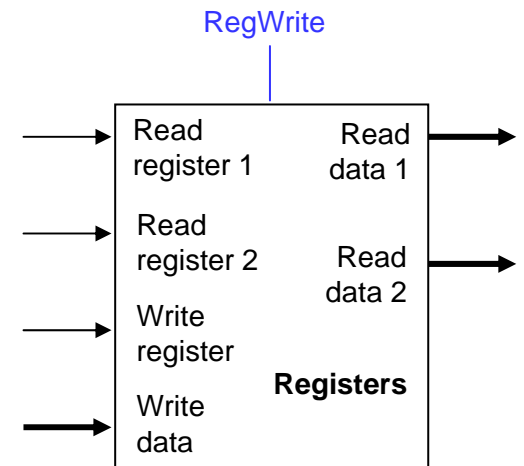 RegWrite
Read
register 1
Read
data 1
Read
register 2
Read
data 2
Write
register
Registers
Write
data